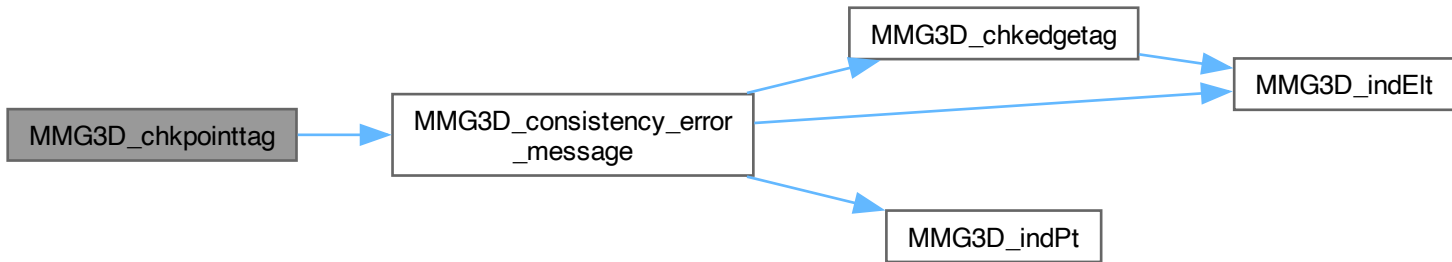 MMG3D_chkpointtag
MMG3D_consistency_error
_message
MMG3D_chkedgetag
MMG3D_indElt
MMG3D_indPt